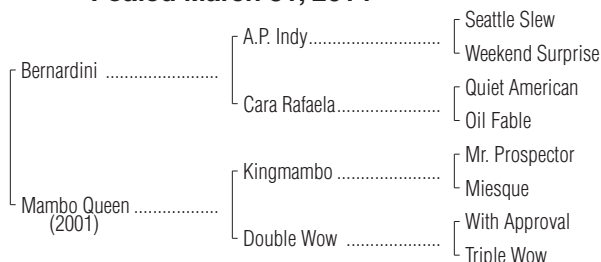 Seattle Slew
A.P. Indy
Weekend Surprise
Bernardini
Quiet American
Cara Rafaela
Oil Fable
Mr. Prospector
Kingmambo
Miesque
Mambo Queen
(2001)
With Approval
Double Wow
Triple Wow